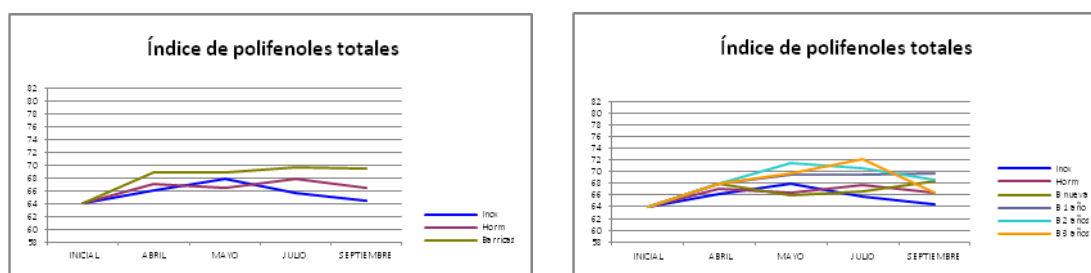 Índice de polifenoles totales
82
80
78
76
74
72
70
68
66
64
62
60
58
INICIAL ABRIL MAYO JULIO SEPTIEMBRE
Inox
Horm
Barricas
Índice de polifenoles totales
82
80
78
76
74
72
70
68
66
64
62
60
58
INICIAL ABRIL MAYO JULIO SEPTIEMBRE
Inox
Horm
B nueva
B 1 año
B 2 años
B 3 años